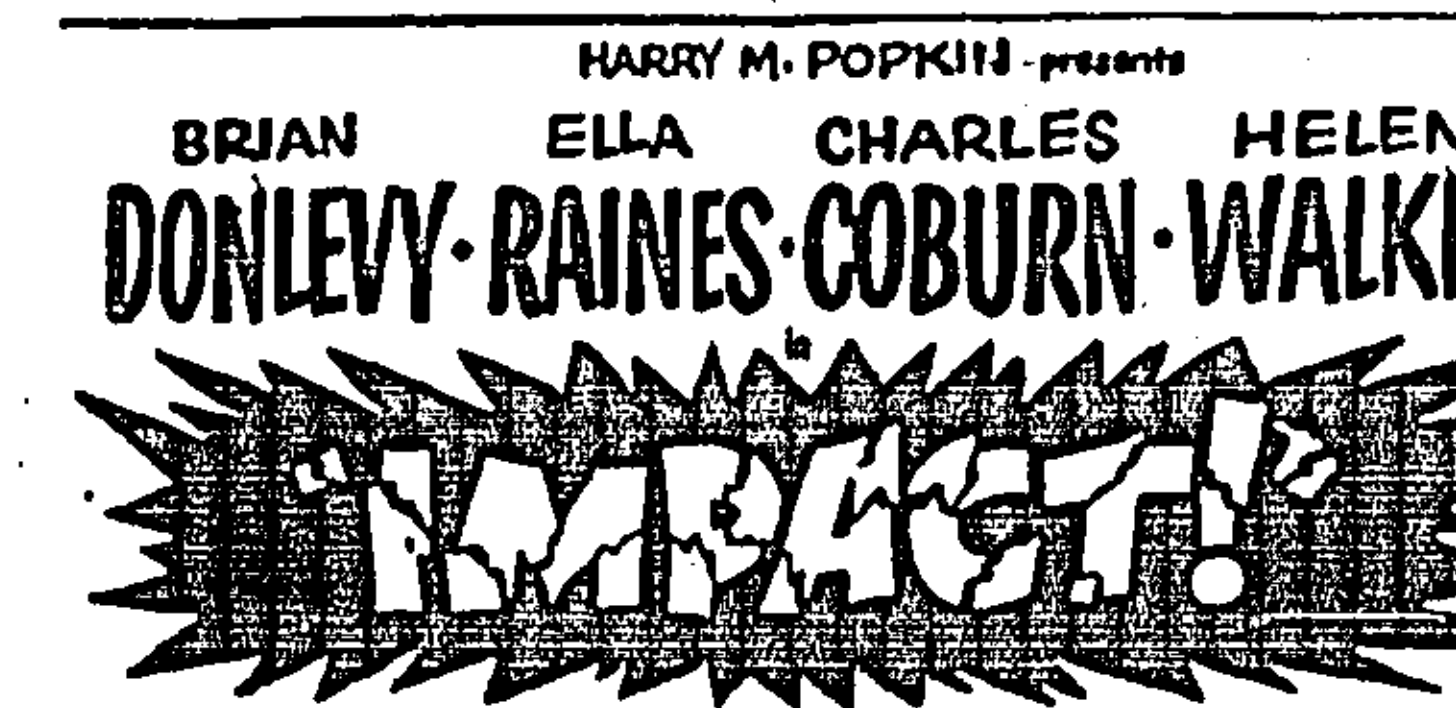 HARRY M. POPKIN - presents
BRIAN ELLA CHARLES HELEN
DONLEVY · RAINES · COBURN · WALK
in
"IMPACT!"